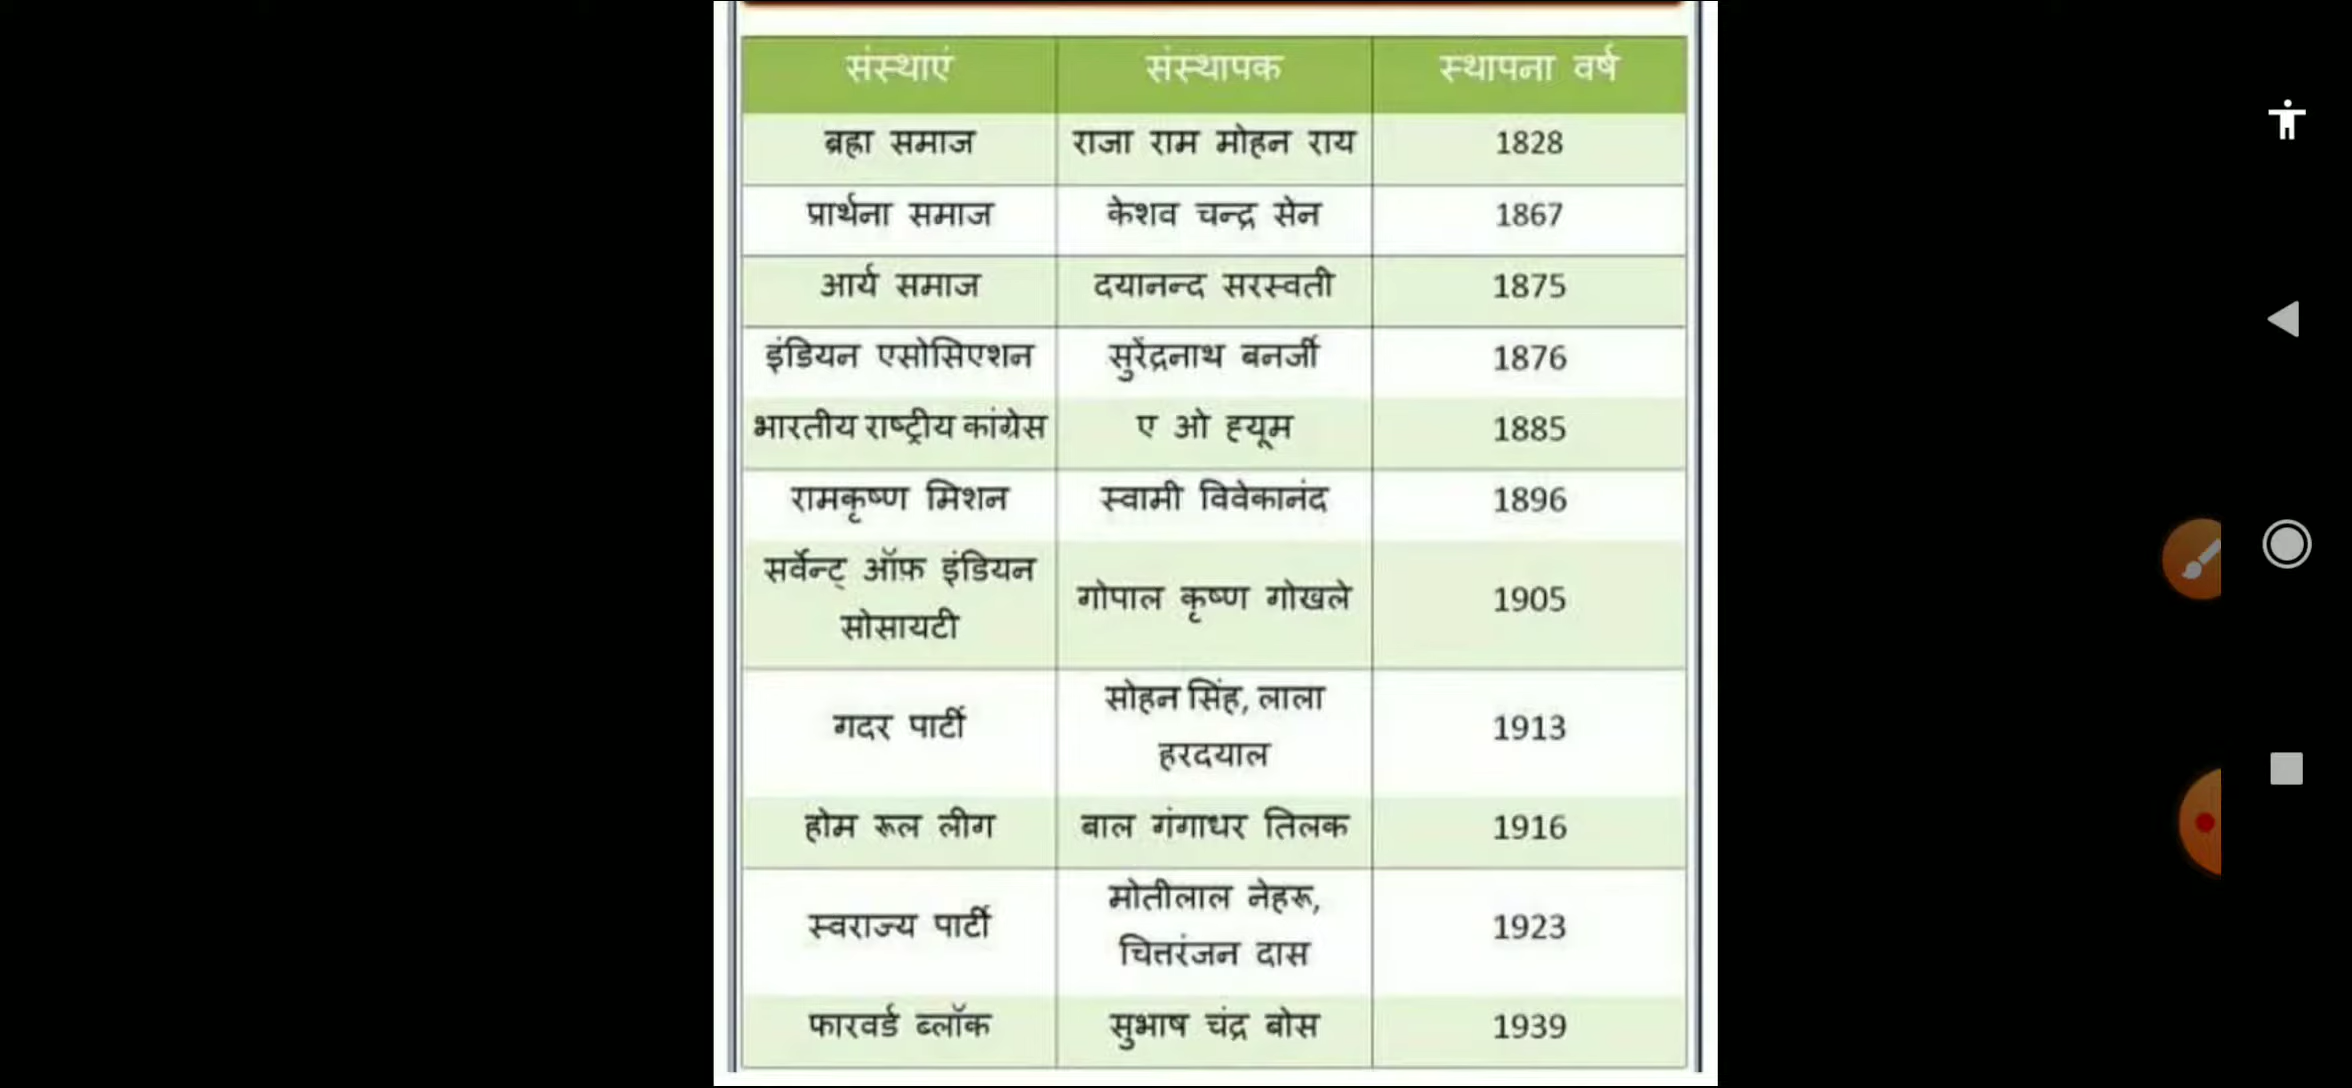 संस्थाएं संस्थापक स्थापना वर्ष
ब्रह्मा समाज राजा राम मोहन राय 1828
प्रार्थना समाज केशव चन्द्र सेन 1867
आर्य समाज दयानन्द सरस्वती 1875
इंडियन एसोसिएशन सुरेंद्रनाथ बनर्जी 1876
भारतीय राष्ट्रीय कांग्रेस ए ओ ह्यूम 1885
रामकृष्ण मिशन स्वामी विवेकानंद 1896
सर्वेन्ट् ऑफ़ इंडियन
सोसायटी
गोपाल कृष्ण गोखले 1905
गदर पार्टी
सोहन सिंह, लाला
हरदयाल
1913
होम रूल लीग बाल गंगाधर तिलक 1916
स्वराज्य पार्टी
मोतीलाल नेहरू,
चित्तरंजन दास
1923
फारवर्ड ब्लॉक सुभाष चंद्र बोस 1939